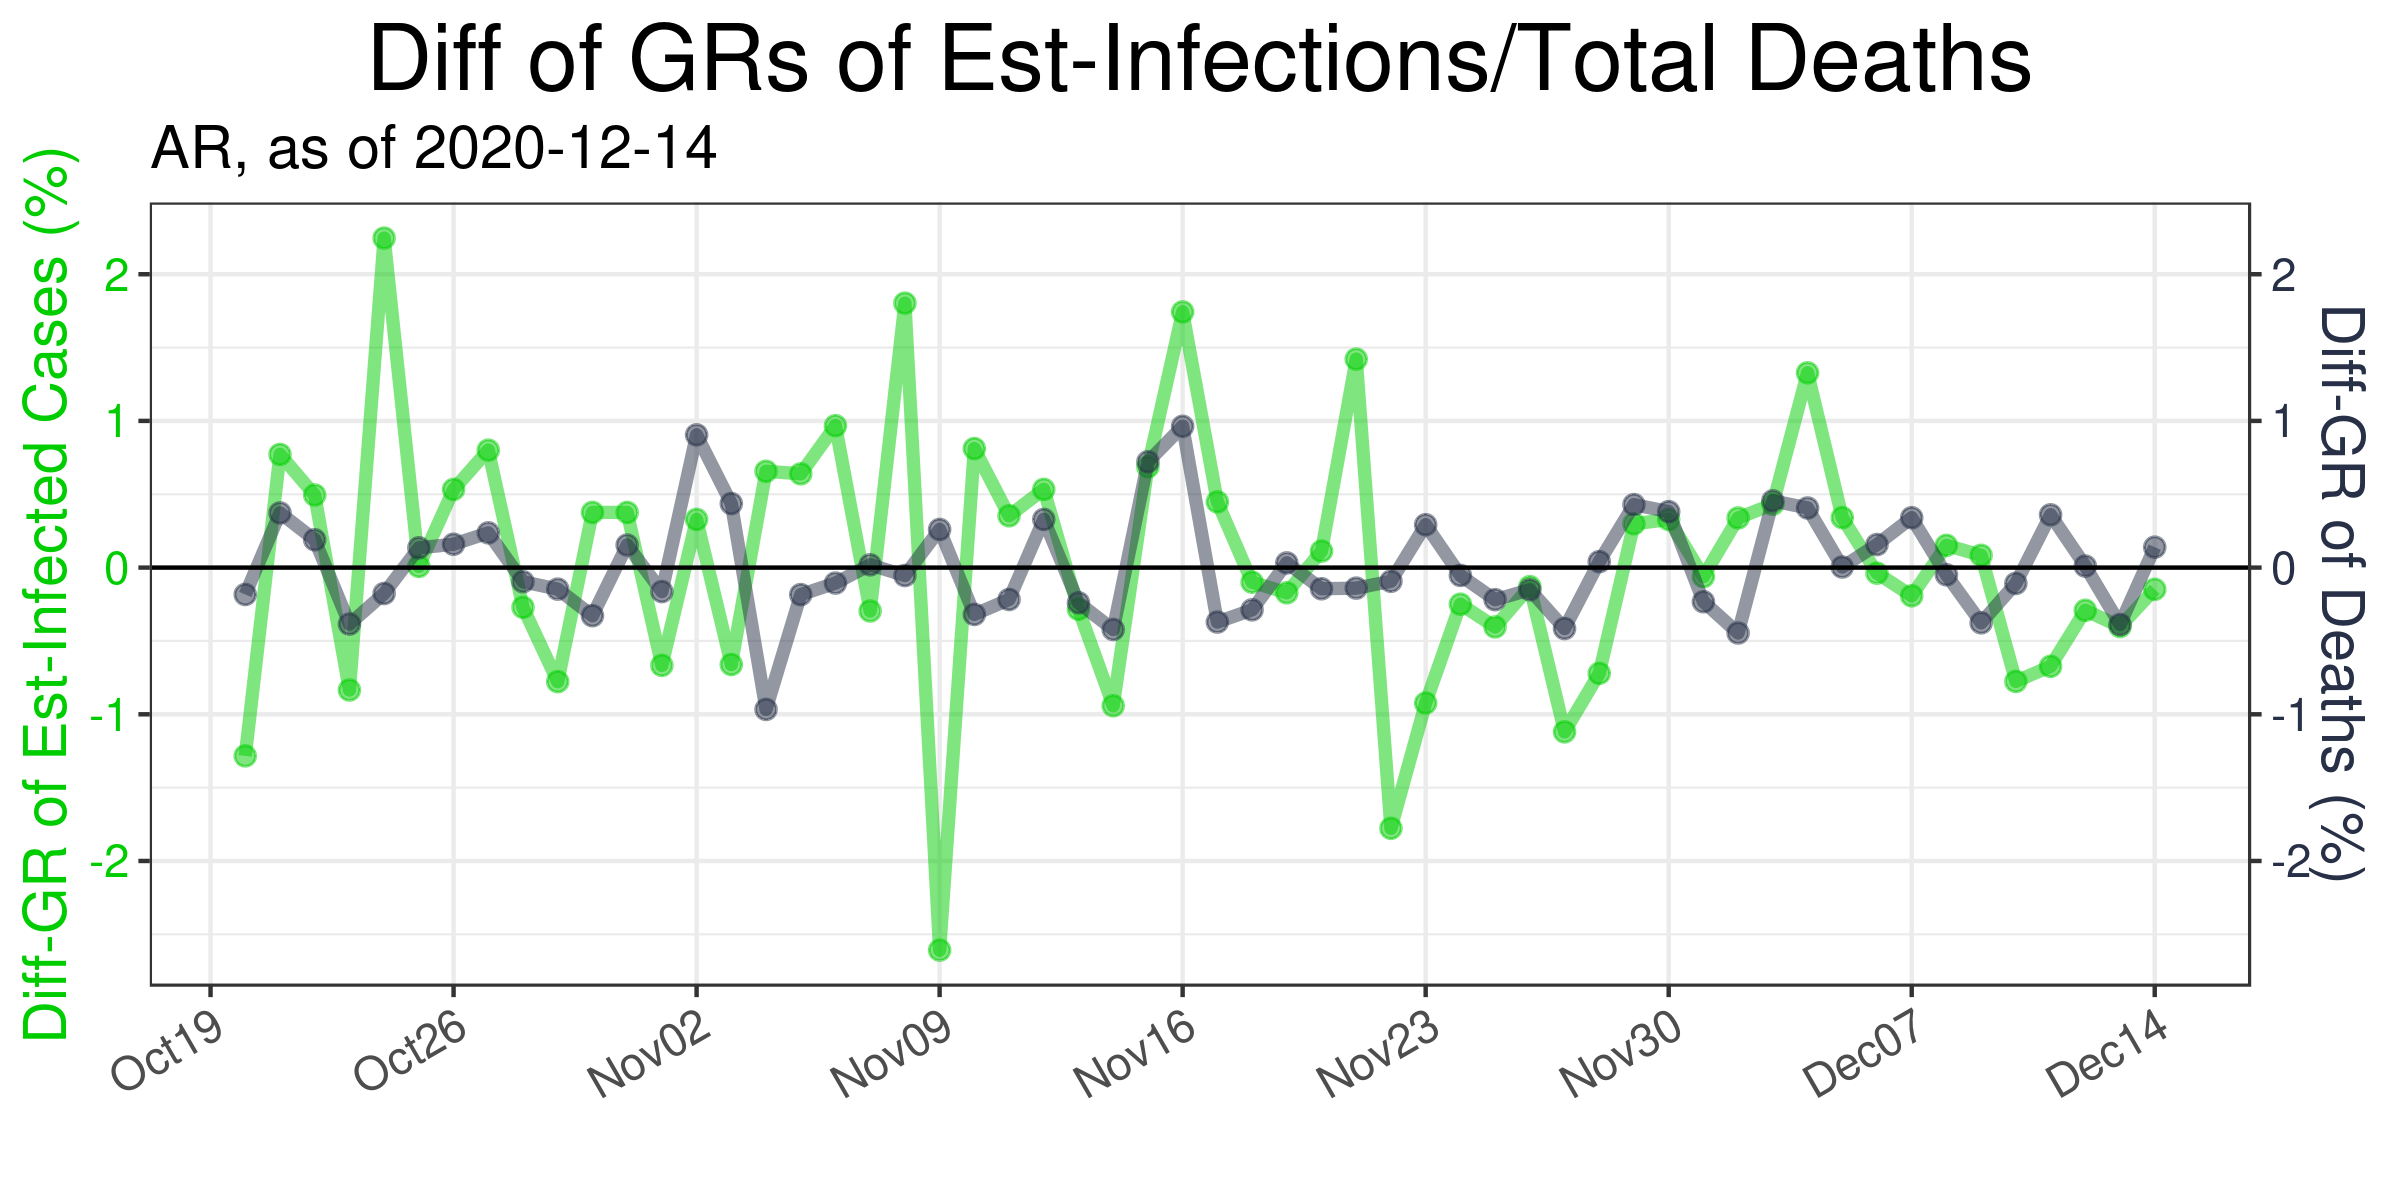 Diff of GRs of Est-Infections/Total Deaths
AR, as of 2020-12-14
Diff-GR of Est-Infected Cases (%)
2
1
0
-1
-2
2
1
0
-1
-2
Diff-GR of Deaths (%)
Oct19
Oct26
Nov02
Nov09
Nov16
Nov23
Nov30
Dec07
Dec14